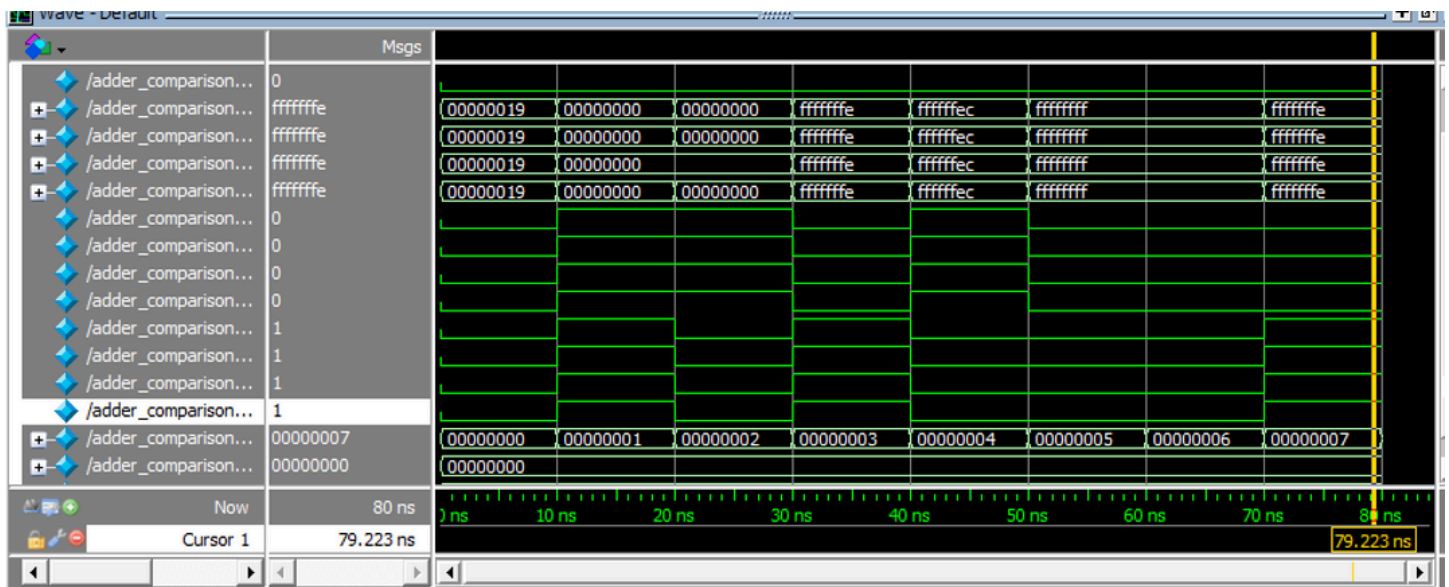 Wave - Default
Msgs
/adder_comparison... 0
/adder_comparison... fffffffe 00000019 00000000 00000000 fffffffe ffffffec ffffffff fffffffe
/adder_comparison... fffffffe 00000019 00000000 00000000 fffffffe ffffffec ffffffff fffffffe
/adder_comparison... fffffffe 00000019 00000000 fffffffe ffffffec ffffffff fffffffe
/adder_comparison... fffffffe 00000019 00000000 00000000 fffffffe ffffffec ffffffff fffffffe
/adder_comparison... 0
/adder_comparison... 0
/adder_comparison... 0
/adder_comparison... 0
/adder_comparison... 1
/adder_comparison... 1
/adder_comparison... 1
/adder_comparison... 1
/adder_comparison... 00000007 00000000 00000001 00000002 00000003 00000004 00000005 00000006 00000007
/adder_comparison... 00000000 00000000
Now 80 ns 0 ns 10 ns 20 ns 30 ns 40 ns 50 ns 60 ns 70 ns 80 ns
Cursor 1 79.223 ns 79.223 ns